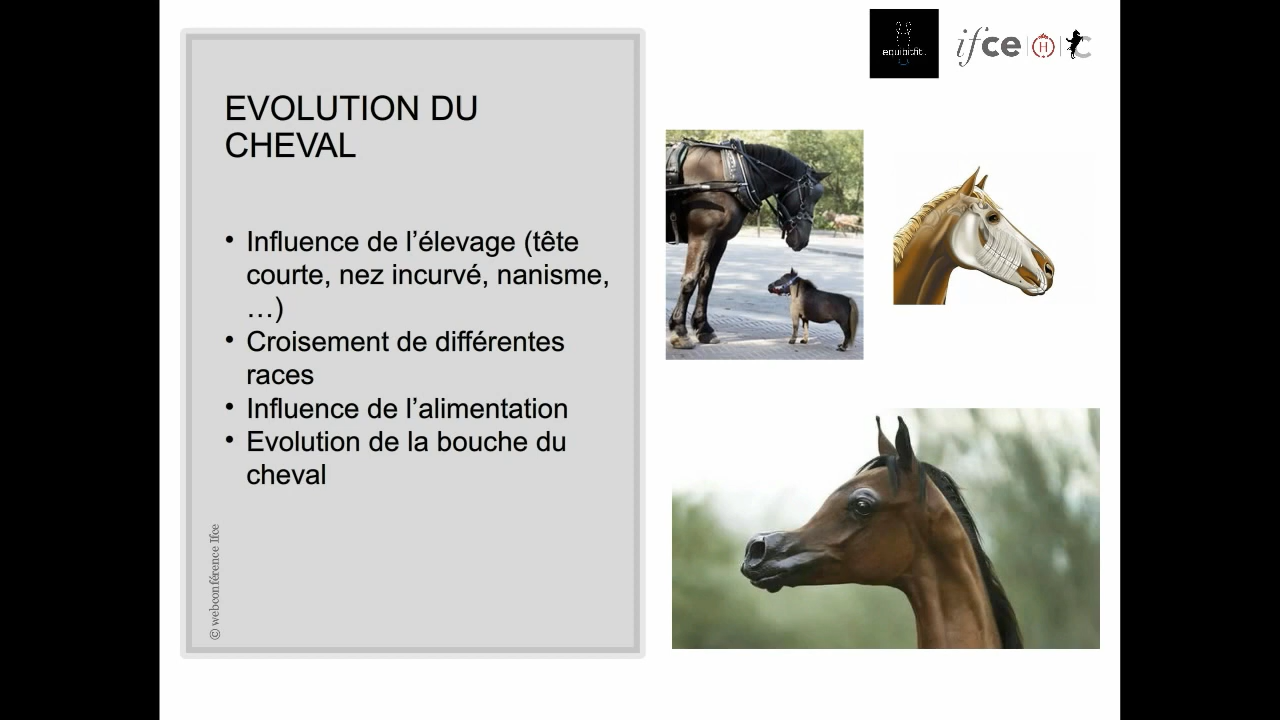 equibitfit.
ifce
EVOLUTION DU
CHEVAL
• Influence de l’élevage (tête
courte, nez incurvé, nanisme,
…)
• Croisement de différentes
races
• Influence de l’alimentation
• Evolution de la bouche du
cheval
© webconférence Ifce